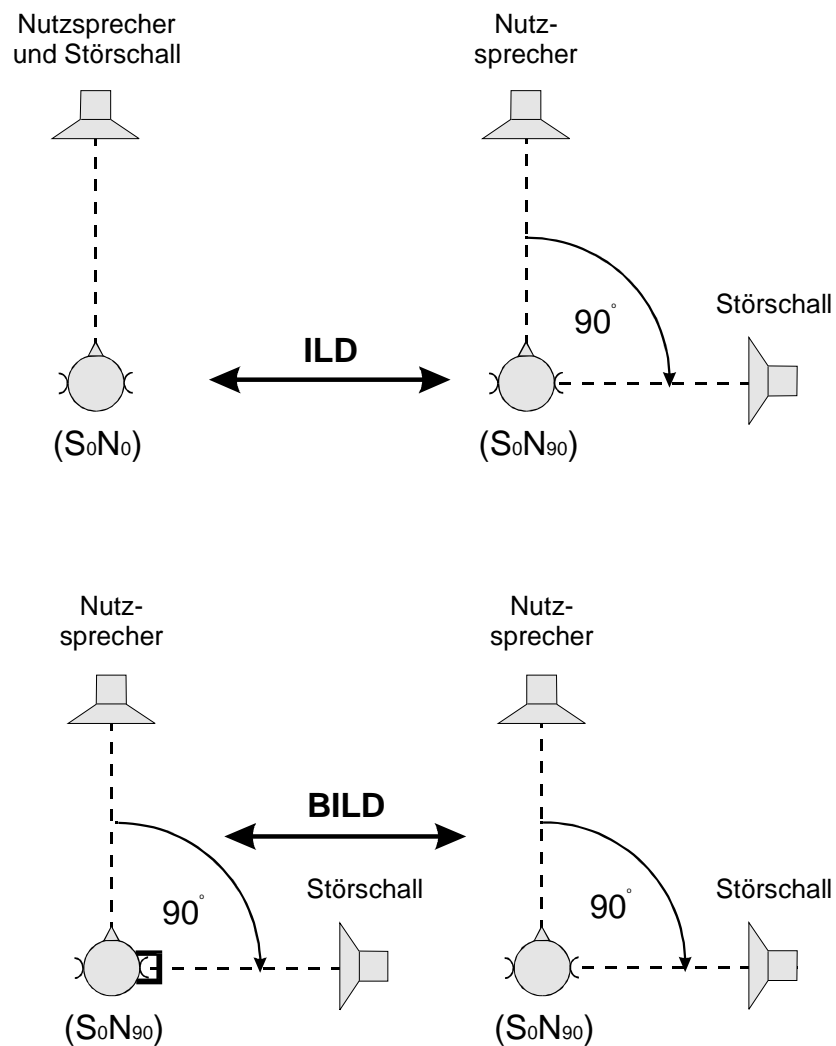 Nutzsprecher
und Störschall
Nutz-
sprecher
Störschall
90°
ILD
(S₀N₀)
(S₀N₉₀)
Nutz-
sprecher
Nutz-
sprecher
BILD
Störschall
Störschall
90°
90°
(S₀N₉₀)
(S₀N₉₀)